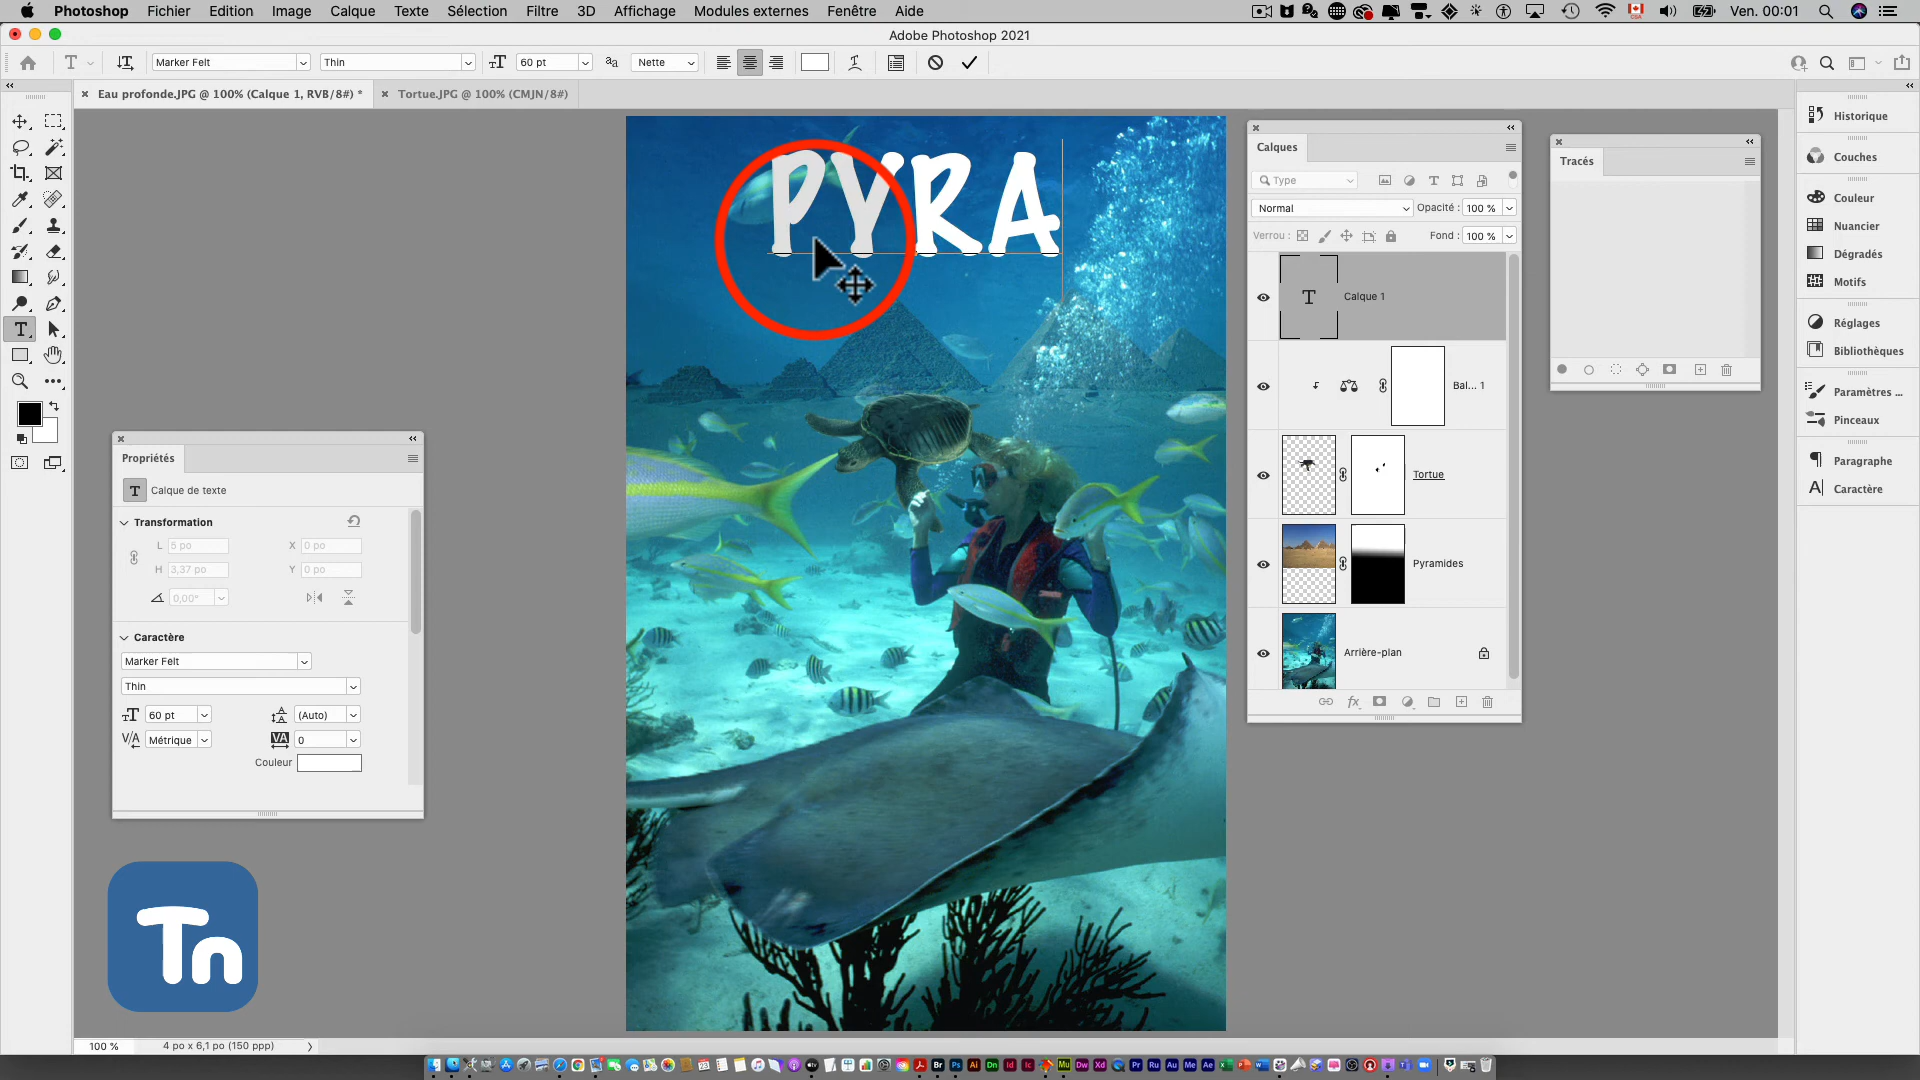 Photoshop Fichier Edition Image Calque Texte Sélection Filtre 3D Affichage Modules externes Fenêtre Aide Ven. 00:01
Adobe Photoshop 2021
Marker Felt Thin 60 pt Nette
Eau profonde.JPG @ 100% (Calque 1, RVB/8#) * Tortue.JPG @ 100% (CMJN/8#)
PYRA
Calques
Type
Normal Opacité : 100 %
Verrou : Fond : 100 %
Calque 1
Bal... 1
Tortue
Pyramides
Arrière-plan
Tracés
Historique
Couches
Couleur
Nuancier
Dégradés
Motifs
Réglages
Bibliothèques
Paramètres ...
Pinceaux
Paragraphe
Caractère
Propriétés
Calque de texte
Transformation
L 5 po X 0 po
H 3,37 po Y 0 po
0,00°
Caractère
Marker Felt
Thin
60 pt (Auto)
Métrique 0
Couleur
Tn
100 % 4 po x 6,1 po (150 ppp)